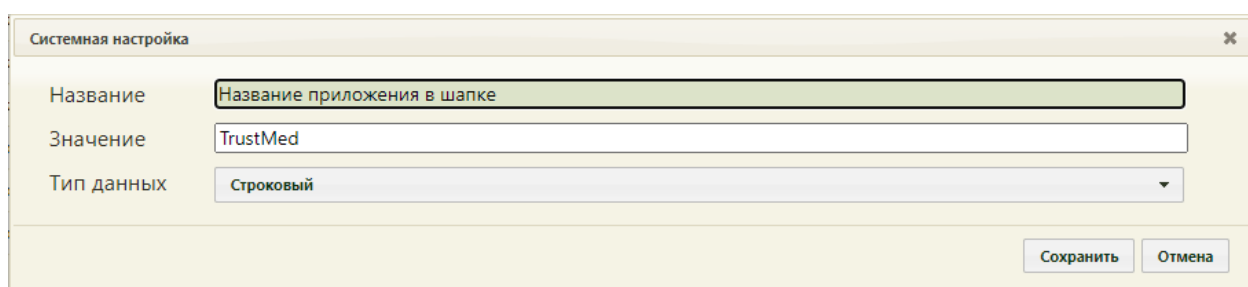 Системная настройка
Название Название приложения в шапке
Значение TrustMed
Тип данных Строковый
Сохранить Отмена